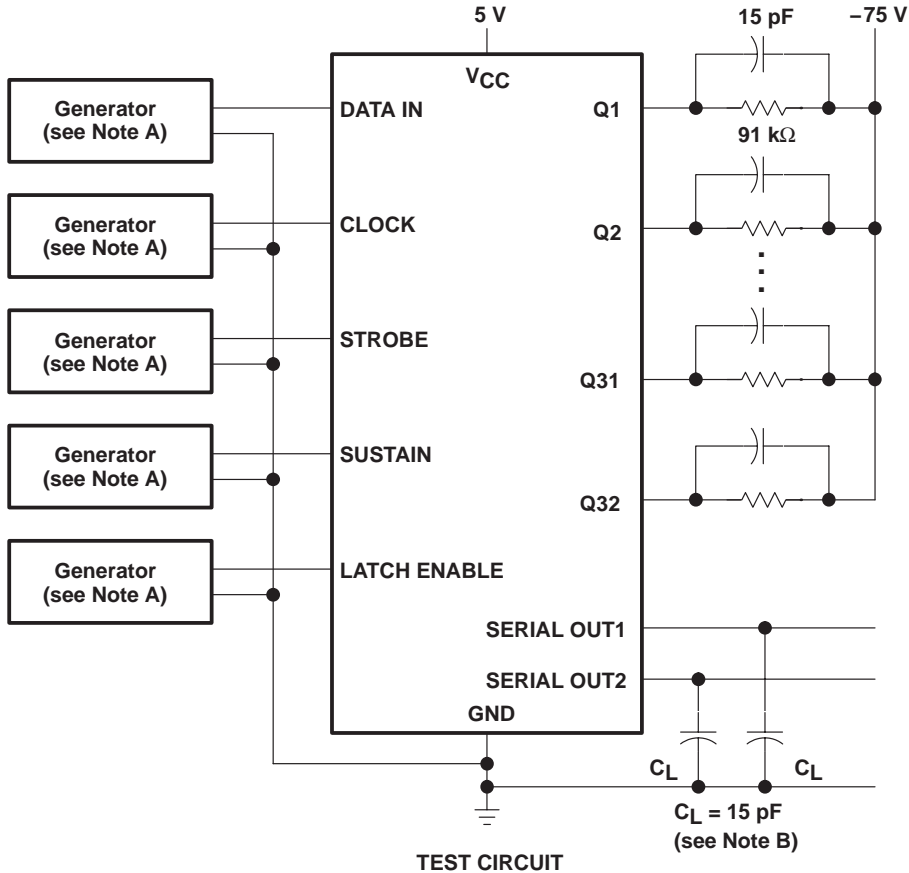 5 V
15 pF
–75 V
VCC
Generator
(see Note A)
DATA IN
Q1
91 kΩ
Generator
(see Note A)
CLOCK
Q2
Generator
(see Note A)
STROBE
Q31
Generator
(see Note A)
SUSTAIN
Q32
Generator
(see Note A)
LATCH ENABLE
SERIAL OUT1
SERIAL OUT2
GND
CL
CL
CL = 15 pF
(see Note B)
TEST CIRCUIT